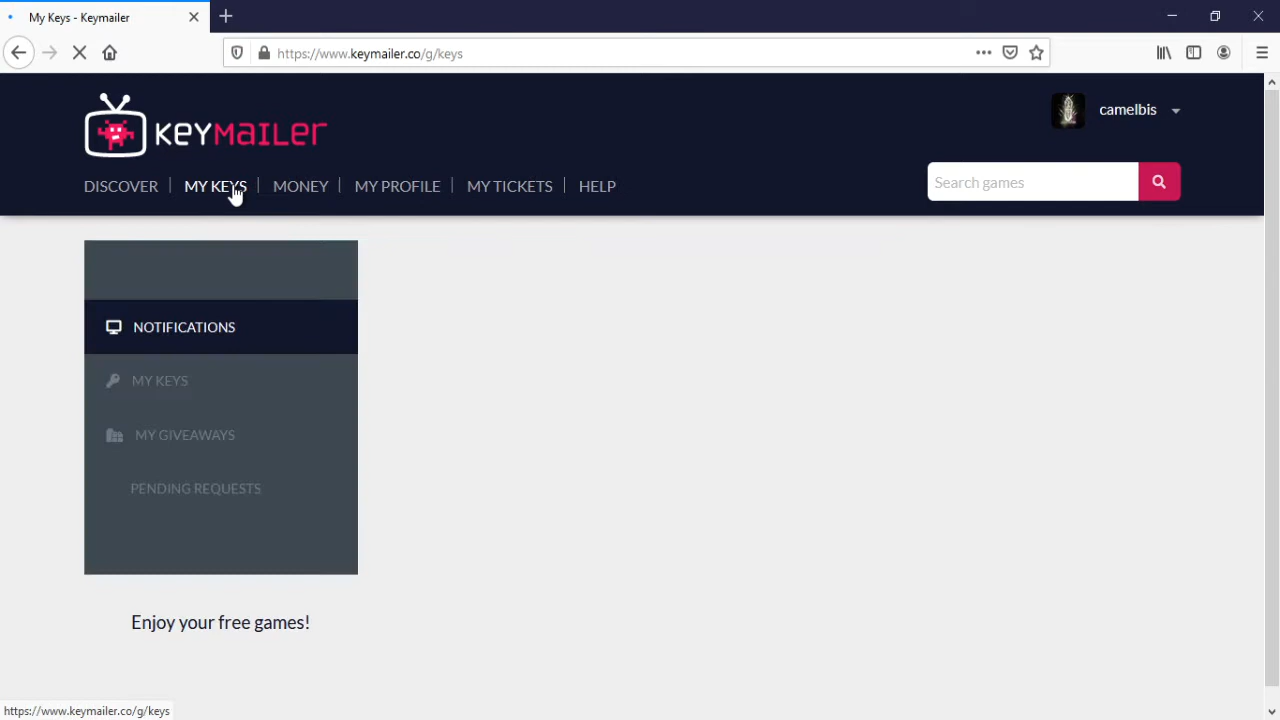 My Keys - Keymailer
https://www.keymailer.co/g/keys
KEYMAILER
camelbis
DISCOVER MY KEYS MONEY MY PROFILE MY TICKETS HELP
Search games
NOTIFICATIONS
MY KEYS
MY GIVEAWAYS
PENDING REQUESTS
Enjoy your free games!
https://www.keymailer.co/g/keys